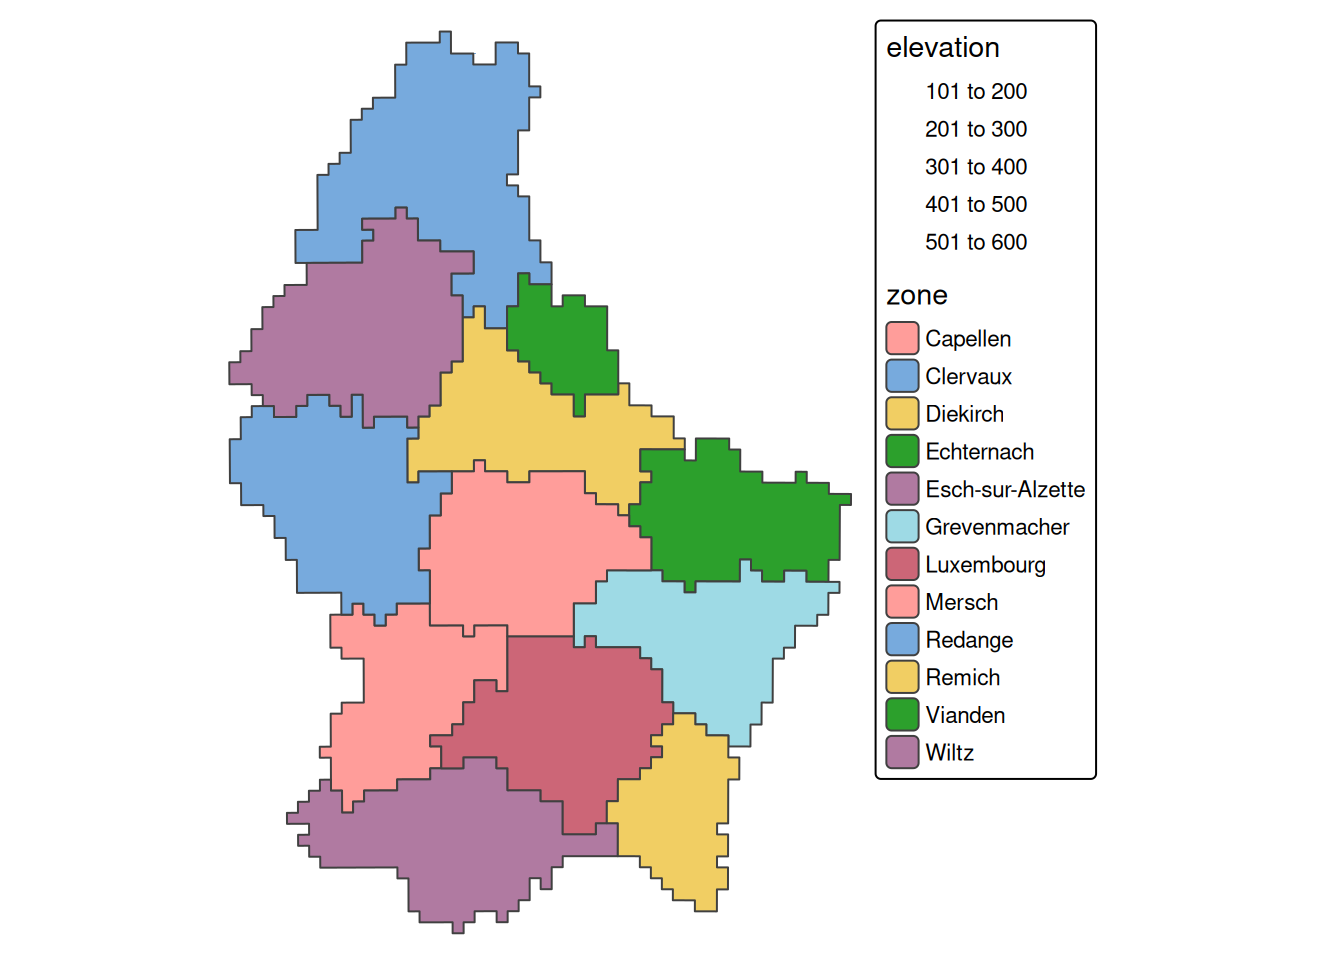 elevation
101 to 200
201 to 300
301 to 400
401 to 500
501 to 600
zone
Capellen
Clervaux
Diekirch
Echternach
Esch-sur-Alzette
Grevenmacher
Luxembourg
Mersch
Redange
Remich
Vianden
Wiltz